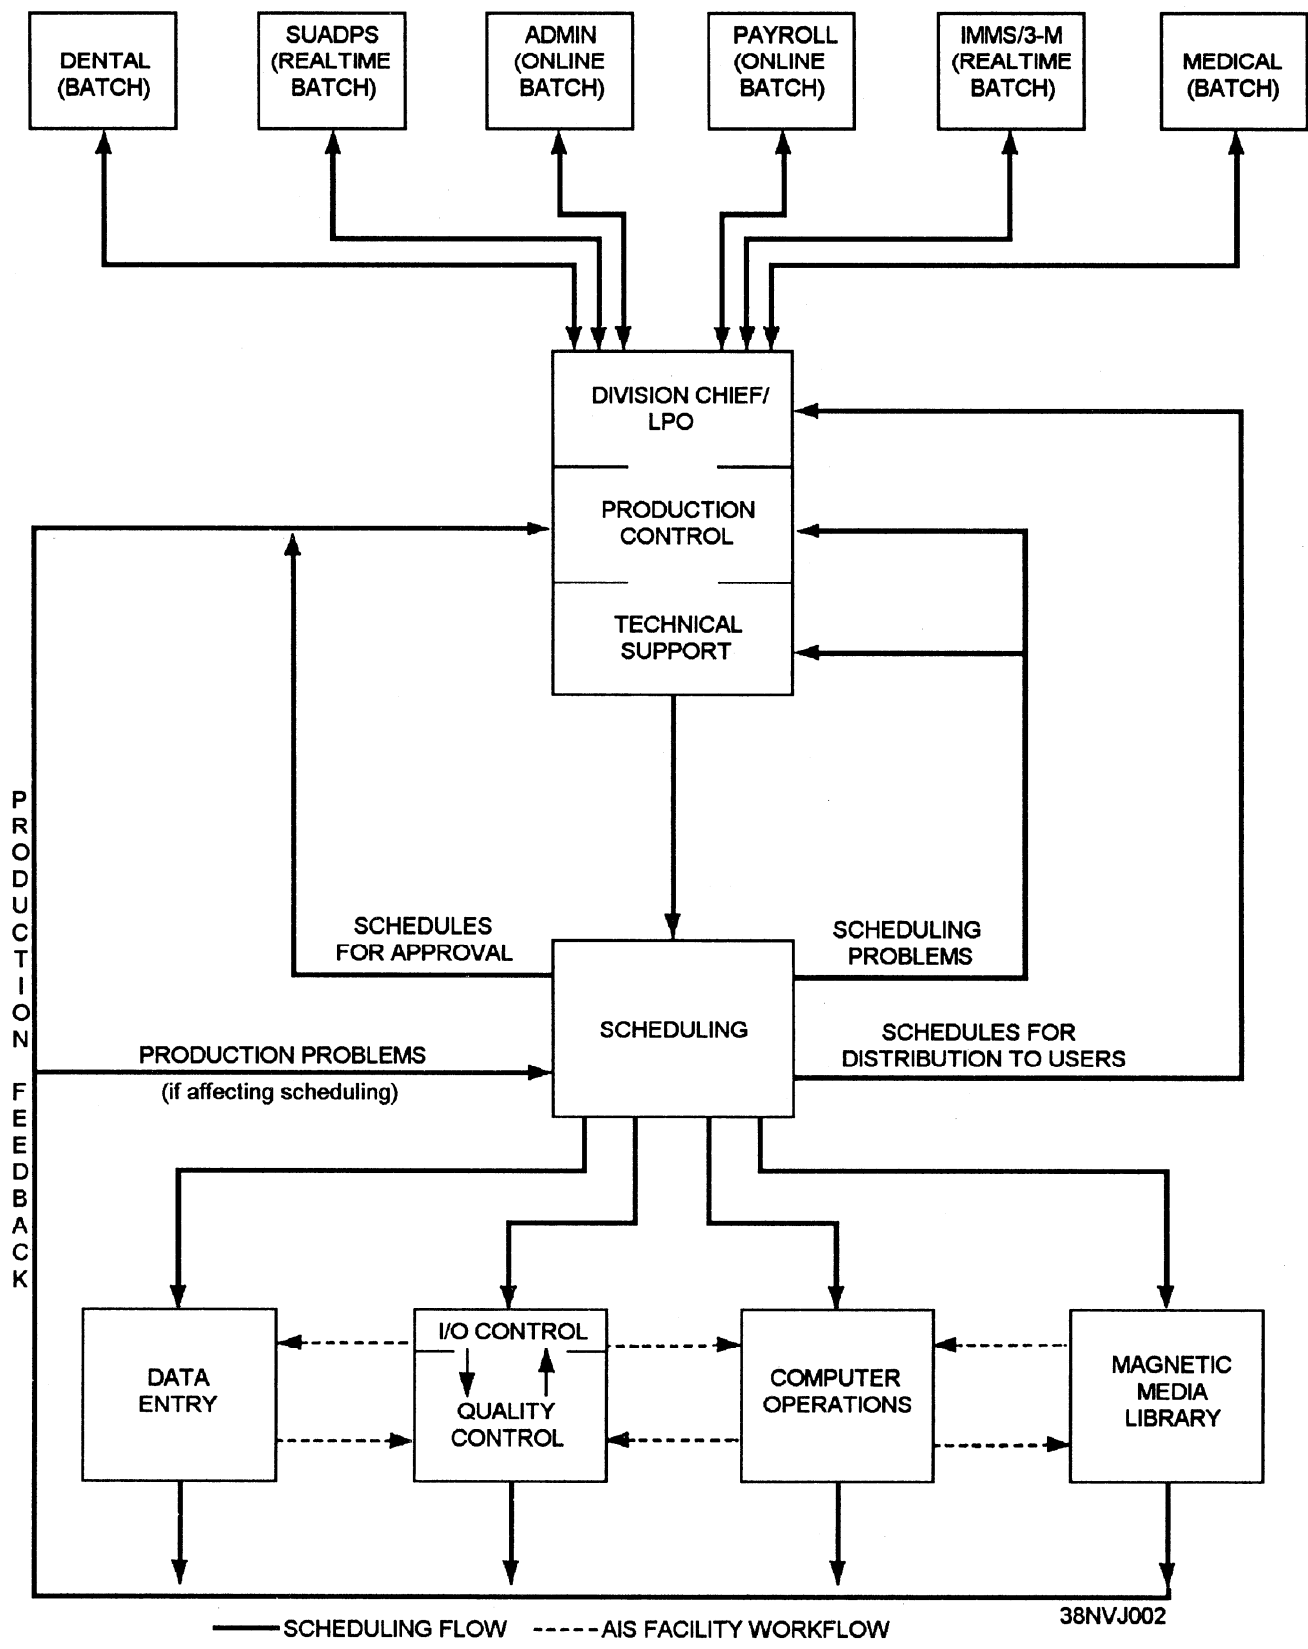 DENTAL
(BATCH)
SUADPS
(REALTIME
BATCH)
ADMIN
(ONLINE
BATCH)
PAYROLL
(ONLINE
BATCH)
IMMS/3-M
(REALTIME
BATCH)
MEDICAL
(BATCH)
DIVISION CHIEF/
LPO
PRODUCTION
CONTROL
TECHNICAL
SUPPORT
PRODUCTION FEEDBACK
SCHEDULES
FOR APPROVAL
SCHEDULING
PROBLEMS
SCHEDULING
SCHEDULES FOR
DISTRIBUTION TO USERS
PRODUCTION PROBLEMS
(if affecting scheduling)
DATA
ENTRY
I/O CONTROL
QUALITY
CONTROL
COMPUTER
OPERATIONS
MAGNETIC
MEDIA
LIBRARY
38NVJ002
SCHEDULING FLOW
AIS FACILITY WORKFLOW